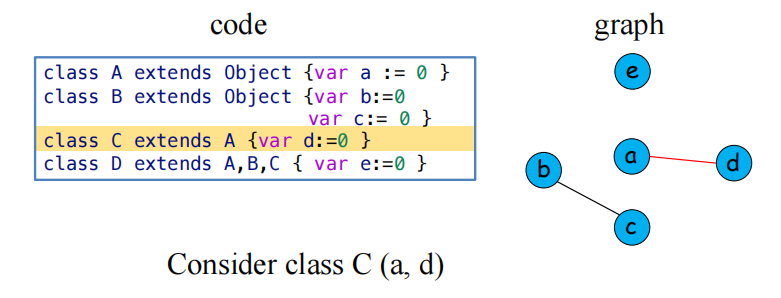 code
graph
class A extends Object {var a := 0 }
class B extends Object {var b:=0
var c:= 0 }
class C extends A {var d:=0 }
class D extends A,B,C { var e:=0 }
e
a
d
b
c
Consider class C (a, d)